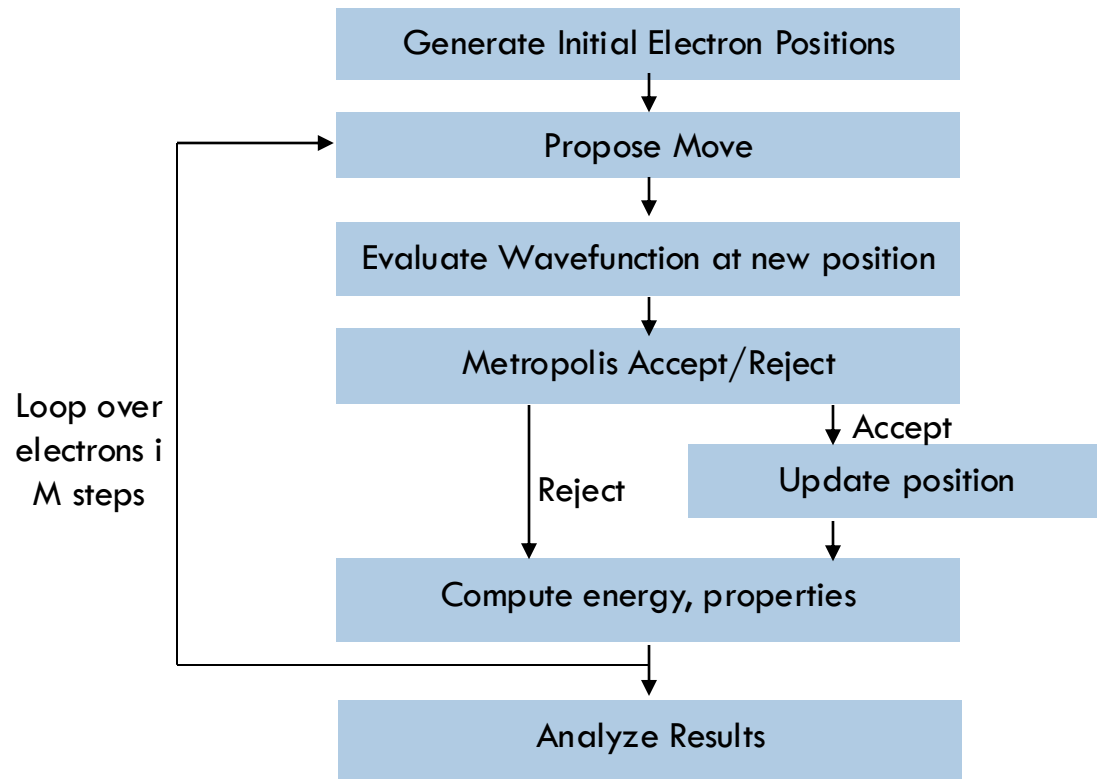 Generate Initial Electron Positions
Propose Move
Evaluate Wavefunction at new position
Metropolis Accept/Reject
Loop over
electrons i
M steps
Accept
Update position
Reject
Compute energy, properties
Analyze Results